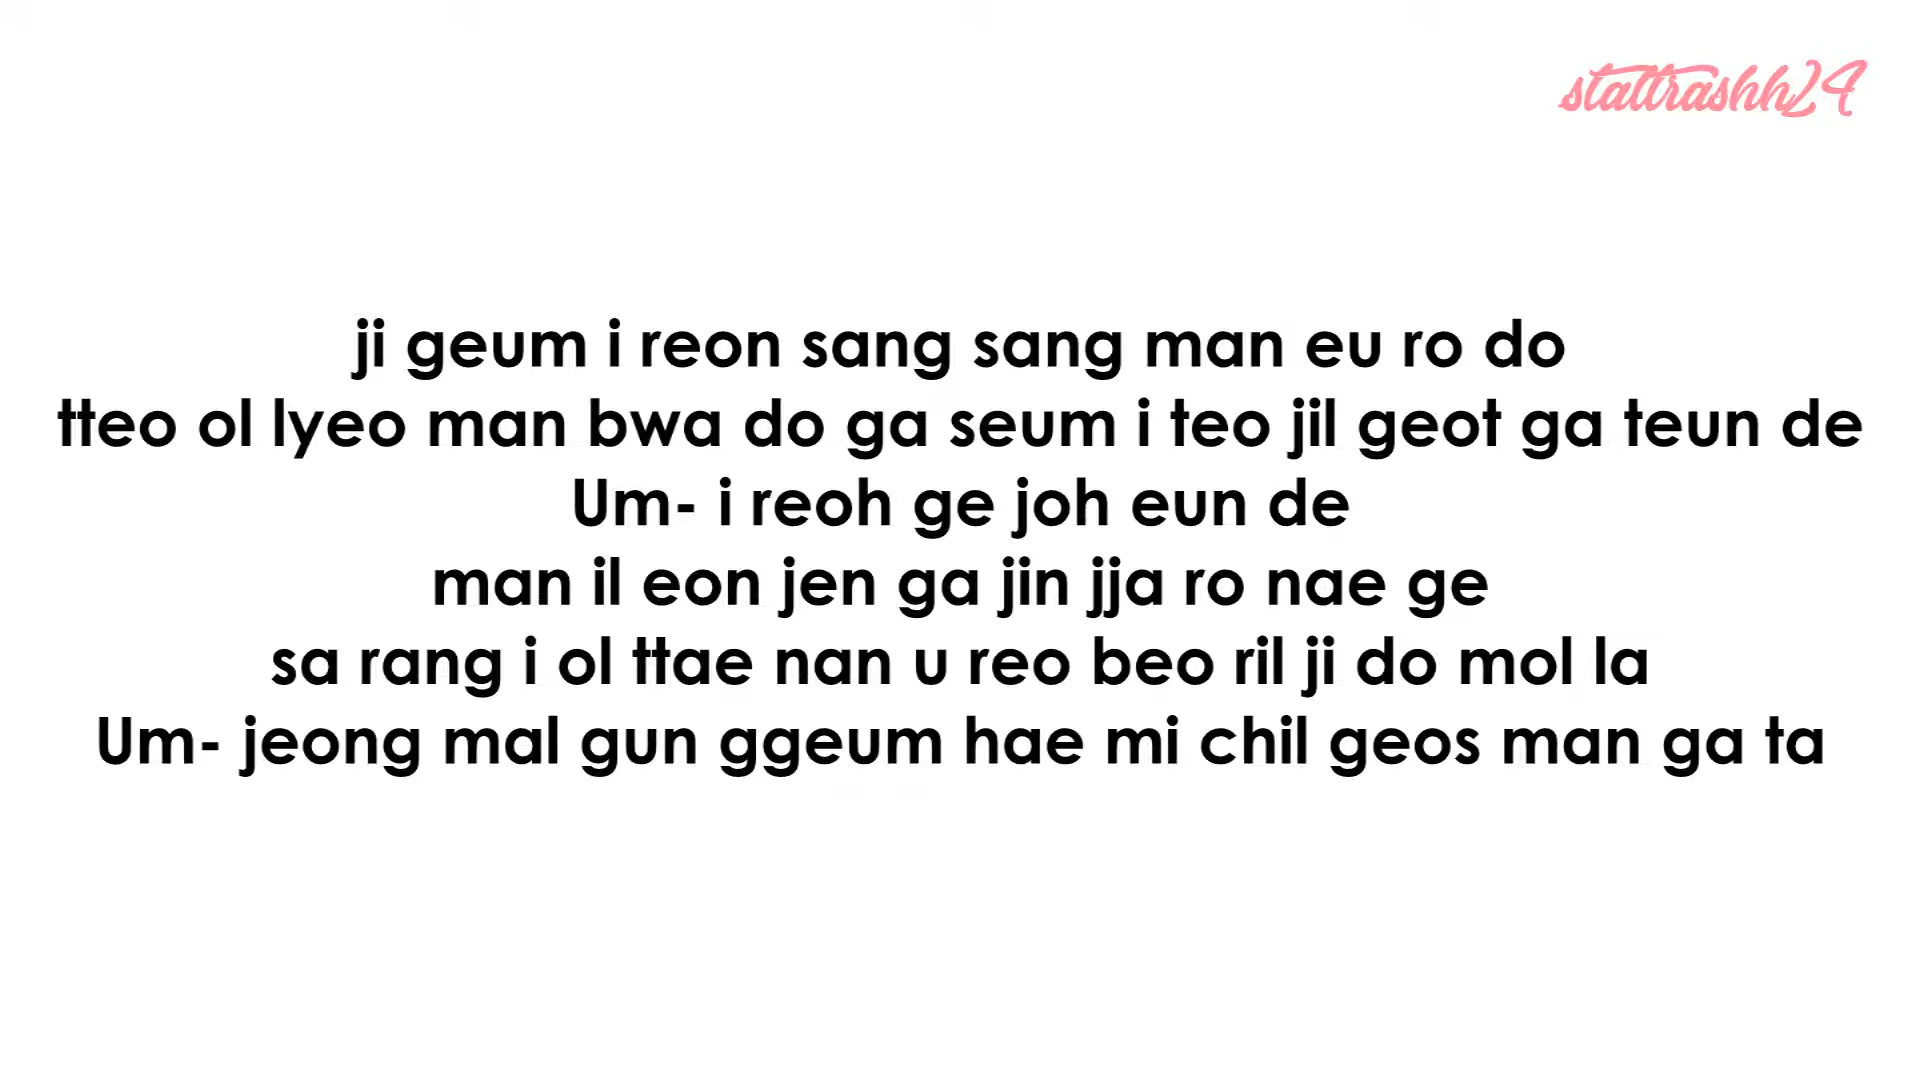 stattrashh24
ji geum i reon sang sang man eu ro do
tteo ol lyeo man bwa do ga seum i teo jil geot ga teun de
Um- i reoh ge joh eun de
man il eon jen ga jin jja ro nae ge
sa rang i ol ttae nan u reo beo ril ji do mol la
Um- jeong mal gun ggeum hae mi chil geos man ga ta